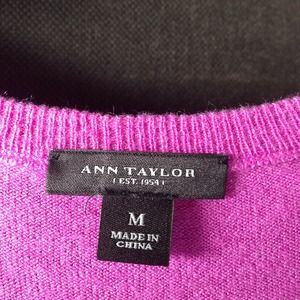 ANN TAYLOR
| EST. 1954 |
M
MADE IN
CHINA